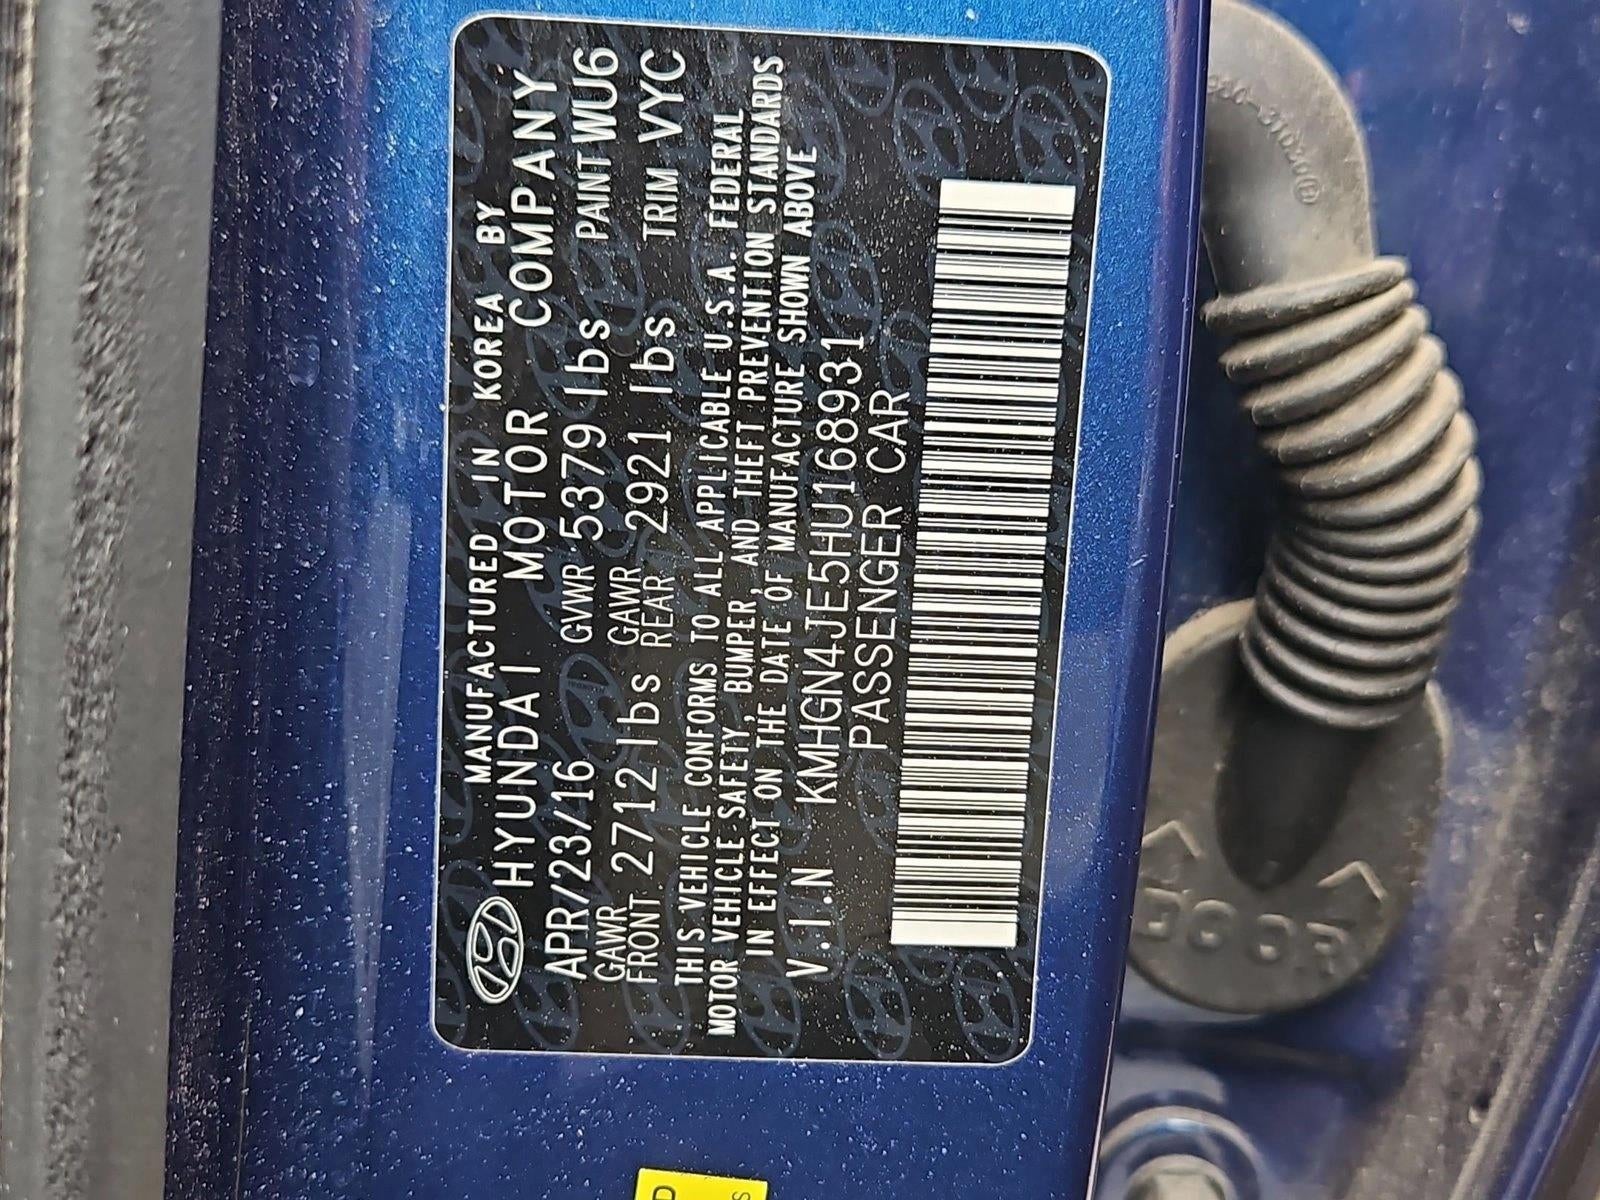 MANUFACTURED IN KOREA BY
HYUNDAI MOTOR COMPANY
APR/23/16 GVWR 5379 lbs PAINT WU6
GAWR FRONT 2712 lbs GAWR REAR 2921 lbs TRIM VYC
THIS VEHICLE CONFORMS TO ALL APPLICABLE U.S.A. FEDERAL
MOTOR VEHICLE SAFETY, BUMPER, AND THEFT PREVENTION STANDARDS
IN EFFECT ON THE DATE OF MANUFACTURE SHOWN ABOVE
V.I.N KMHGN4JE5HU168931
PASSENGER CAR